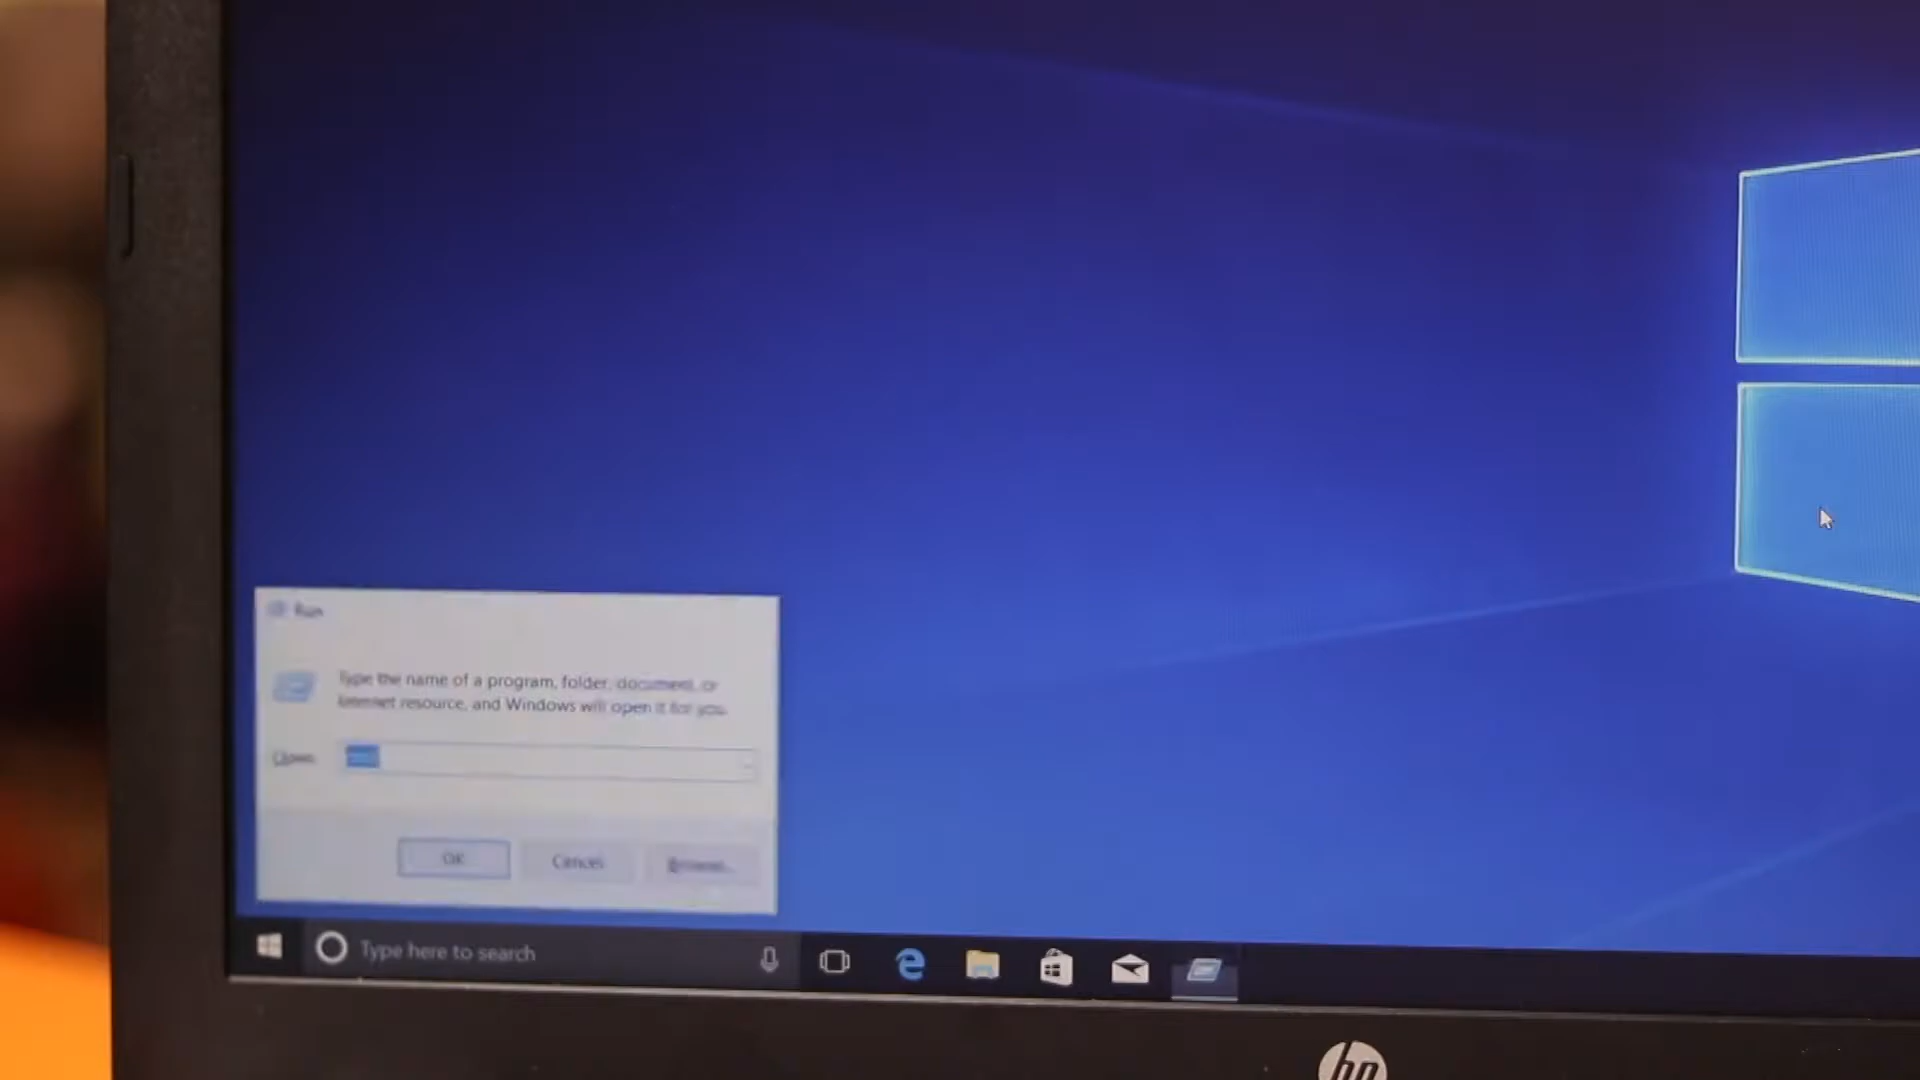 Run
Type the name of a program, folder, document, or
Internet resource, and Windows will open it for you.
Open:
OK
Cancel
Browse...
Type here to search
hp